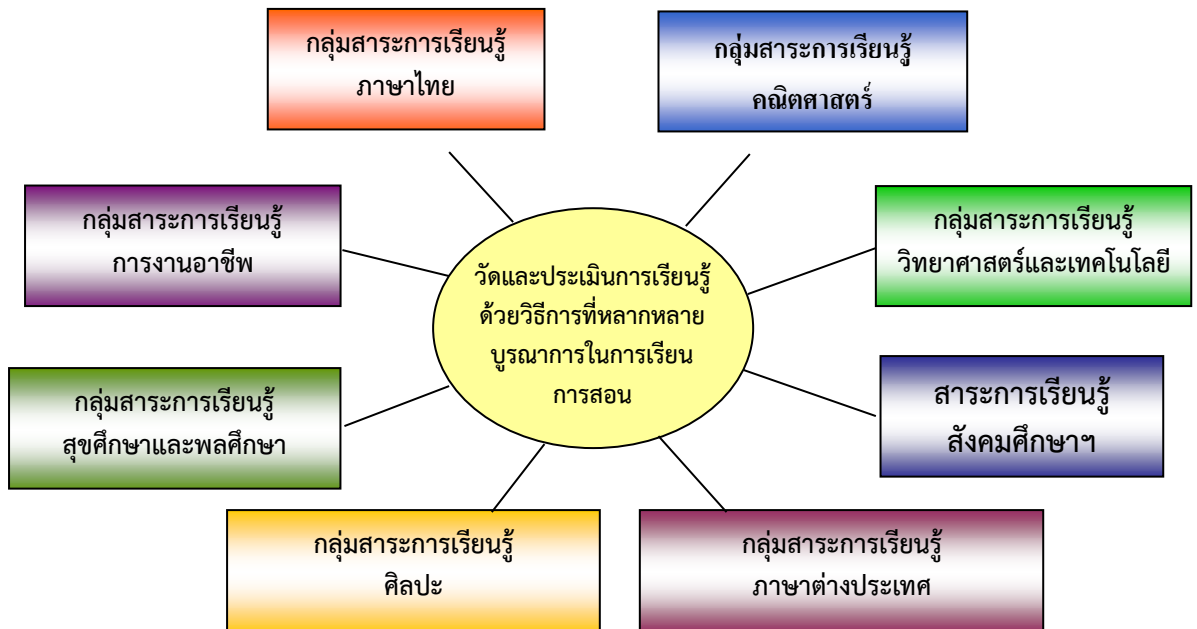 กลุ่มสาระการเรียนรู้
ภาษาไทย
กลุ่มสาระการเรียนรู้
คณิตศาสตร์
กลุ่มสาระการเรียนรู้
การงานอาชีพ
กลุ่มสาระการเรียนรู้
วิทยาศาสตร์และเทคโนโลยี
วัดและประเมินการเรียนรู้
ด้วยวิธีการที่หลากหลาย
บูรณาการในการเรียน
การสอน
กลุ่มสาระการเรียนรู้
สุขศึกษาและพลศึกษา
สาระการเรียนรู้
สังคมศึกษาฯ
กลุ่มสาระการเรียนรู้
ศิลปะ
กลุ่มสาระการเรียนรู้
ภาษาต่างประเทศ